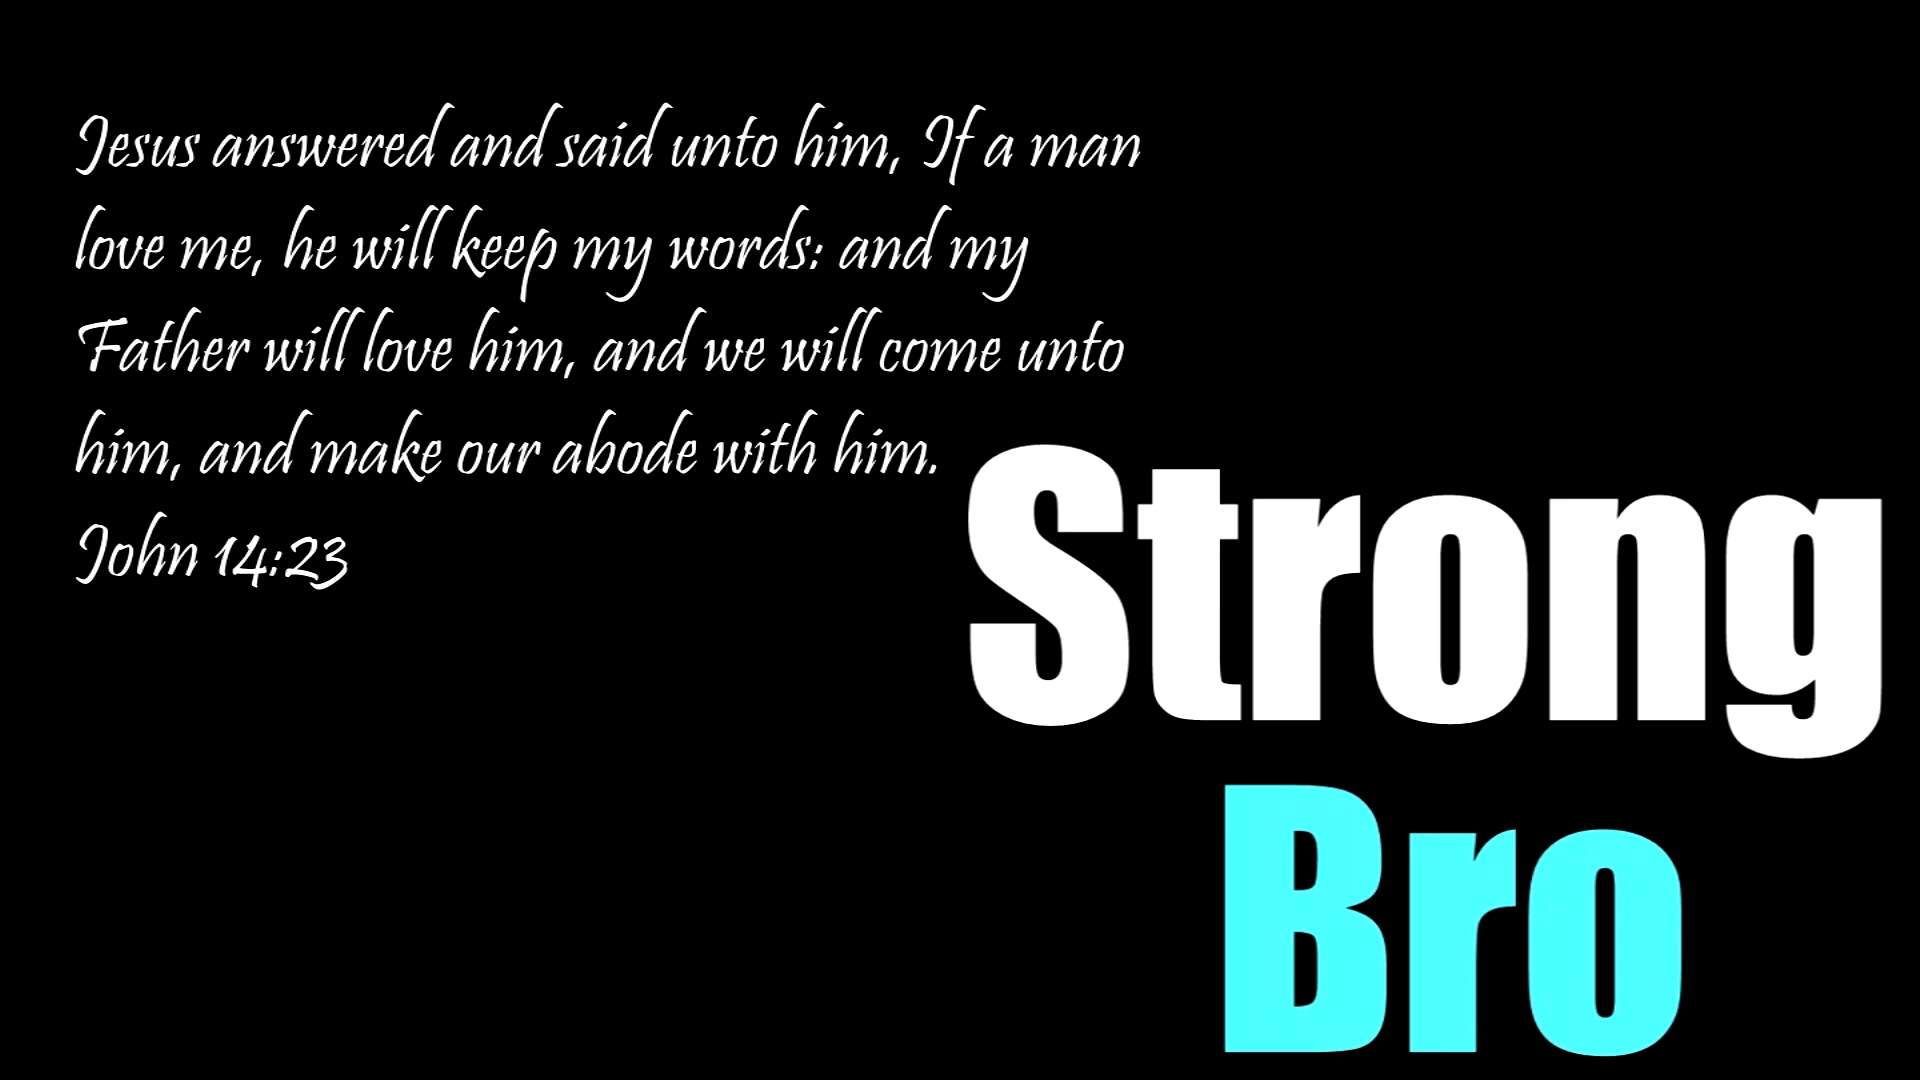 Jesus answered and said unto him, If a man
love me, he will keep my words: and my
Father will love him, and we will come unto
him, and make our abode with him.
John 14:23
Strong
Bro